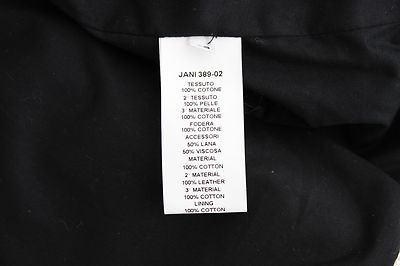 JANI 389-02
TESSUTO
100% COTONE
2° TESSUTO
100% PELLE
3° MATERIALE
100% COTONE
FODERA
100% COTONE
ACCESSORI
50% LANA
50% VISCOSA
MATERIAL
100% COTTON
2° MATERIAL
100% LEATHER
3° MATERIAL
100% COTTON
LINING
100% COTTON